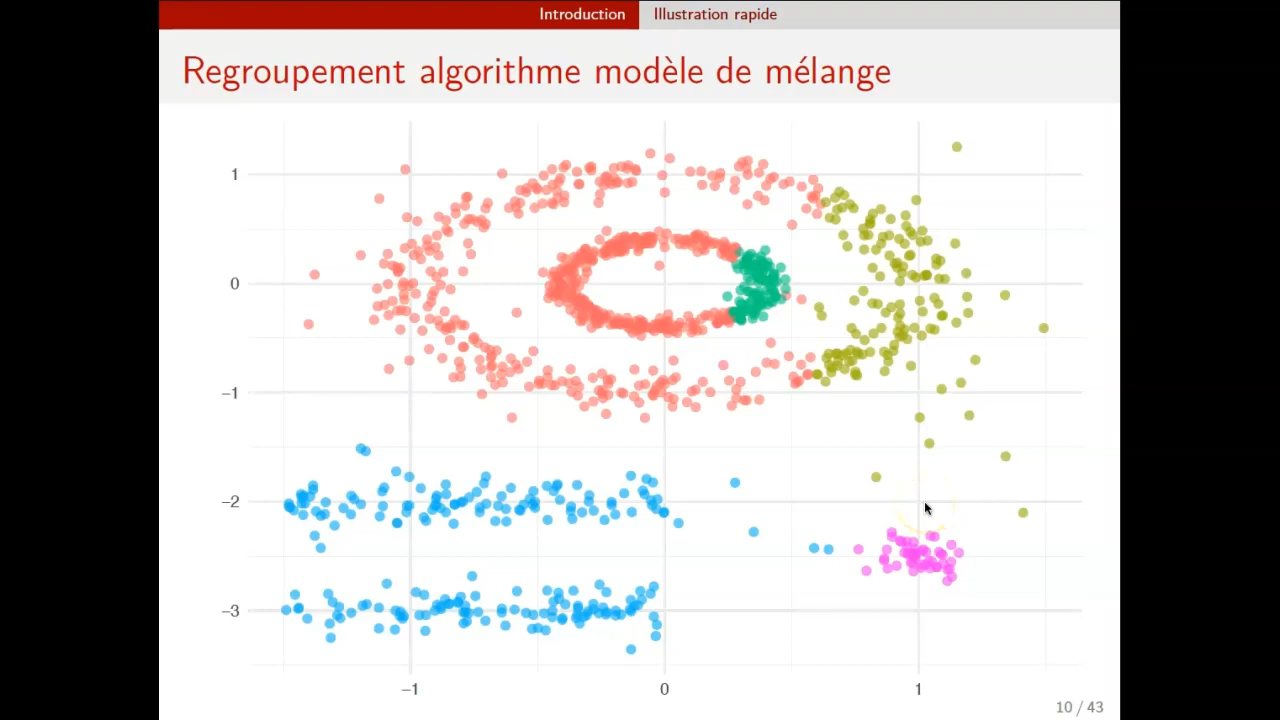 Introduction Illustration rapide
Regroupement algorithme modèle de mélange
1
0
−1
−2
−3
−1 0 1
10 / 43